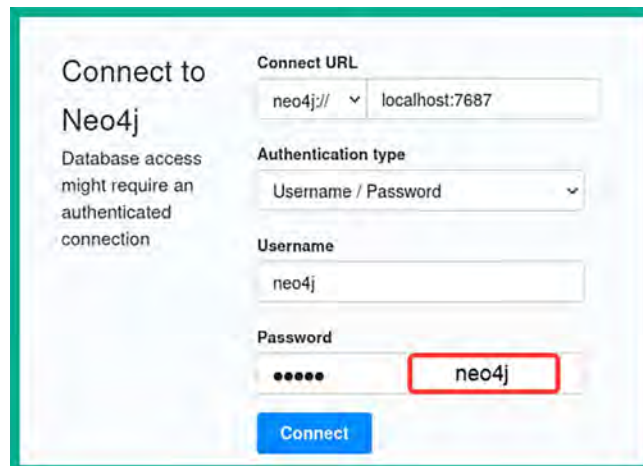 Connect to
Neo4j
Database access
might require an
authenticated
connection
Connect URL
neo4j:// localhost:7687
Authentication type
Username / Password
Username
neo4j
Password
●●●●● neo4j
Connect